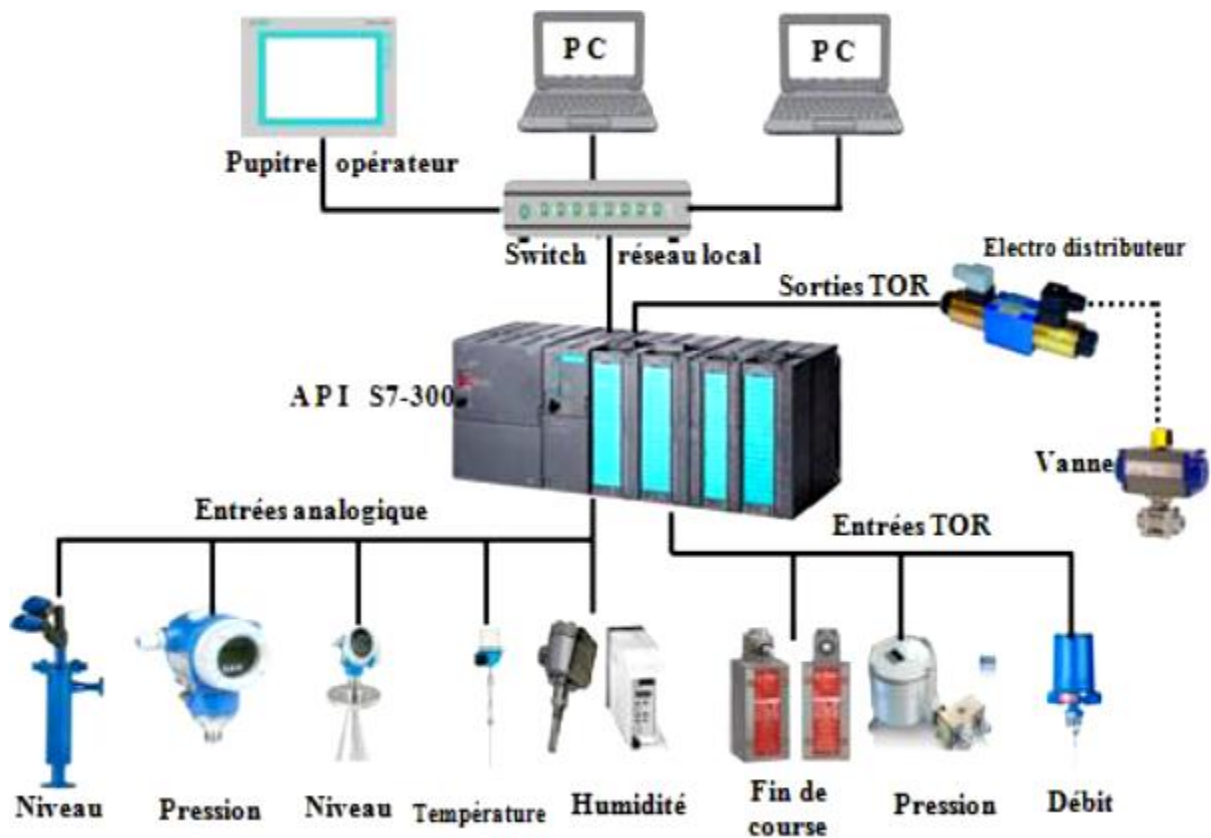 P C
P C
Pupitre opérateur
Switch réseau local
Electro distributeur
Sorties TOR
A P I S7-300
Vanne
Entrées analogique
Entrées TOR
Niveau
Pression
Niveau
Température
Humidité
Fin de
course
Pression
Débit